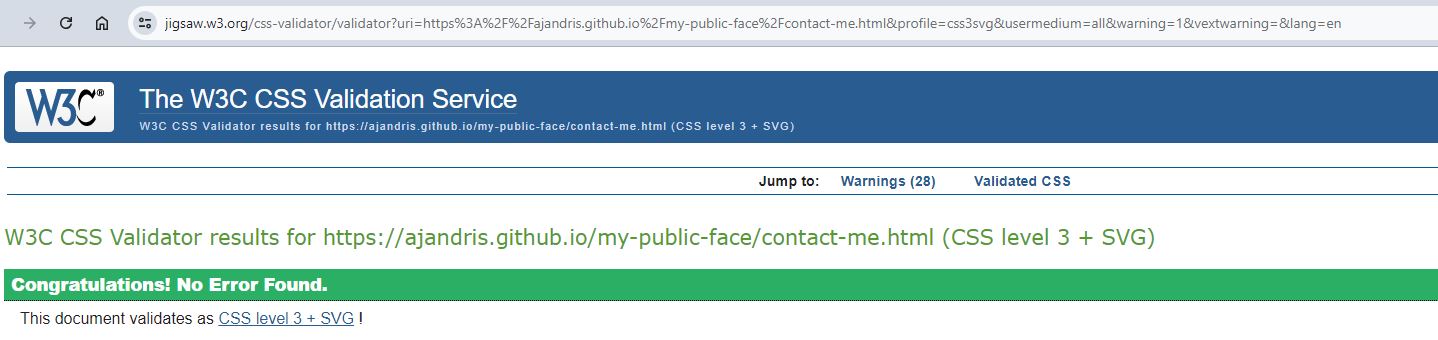 jigsaw.w3.org/css-validator/validator?uri=https%3A%2F%2Fajandris.github.io%2Fmy-public-face%2Fcontact-me.html&profile=css3svg&usermedium=all&warning=1&vextwarning=&lang=en
W3C®
The W3C CSS Validation Service
W3C CSS Validator results for https://ajandris.github.io/my-public-face/contact-me.html (CSS level 3 + SVG)
Jump to: Warnings (28) Validated CSS
W3C CSS Validator results for https://ajandris.github.io/my-public-face/contact-me.html (CSS level 3 + SVG)
Congratulations! No Error Found.
This document validates as CSS level 3 + SVG !